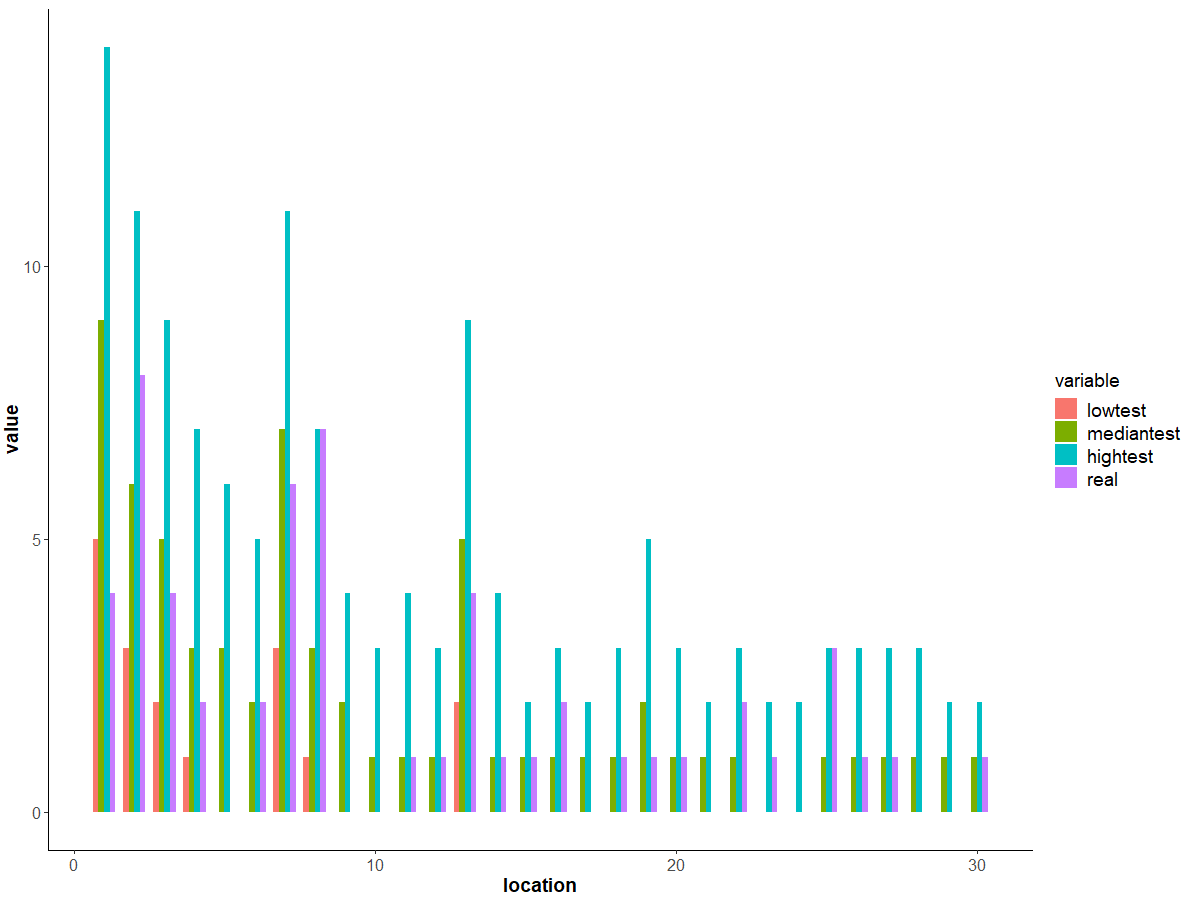 10
5
0
value
0
10
20
30
location
variable
lowtest
mediantest
hightest
real